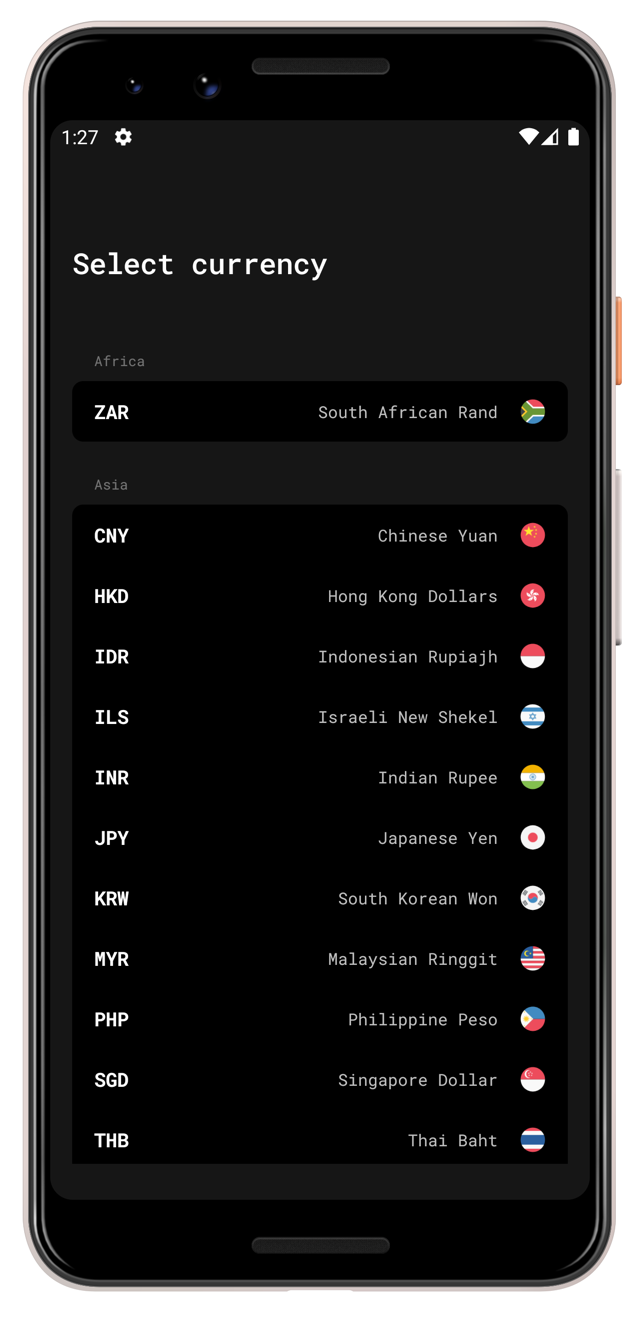 1:27
Select currency
Africa
ZAR South African Rand
Asia
CNY Chinese Yuan
HKD Hong Kong Dollars
IDR Indonesian Rupiajh
ILS Israeli New Shekel
INR Indian Rupee
JPY Japanese Yen
KRW South Korean Won
MYR Malaysian Ringgit
PHP Philippine Peso
SGD Singapore Dollar
THB Thai Baht